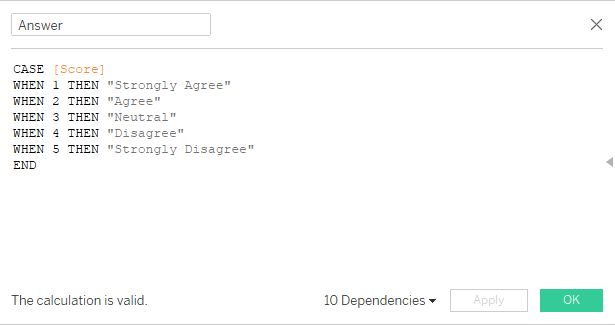 Answer
CASE [Score]
WHEN 1 THEN "Strongly Agree"
WHEN 2 THEN "Agree"
WHEN 3 THEN "Neutral"
WHEN 4 THEN "Disagree"
WHEN 5 THEN "Strongly Disagree"
END
The calculation is valid. 10 Dependencies Apply OK